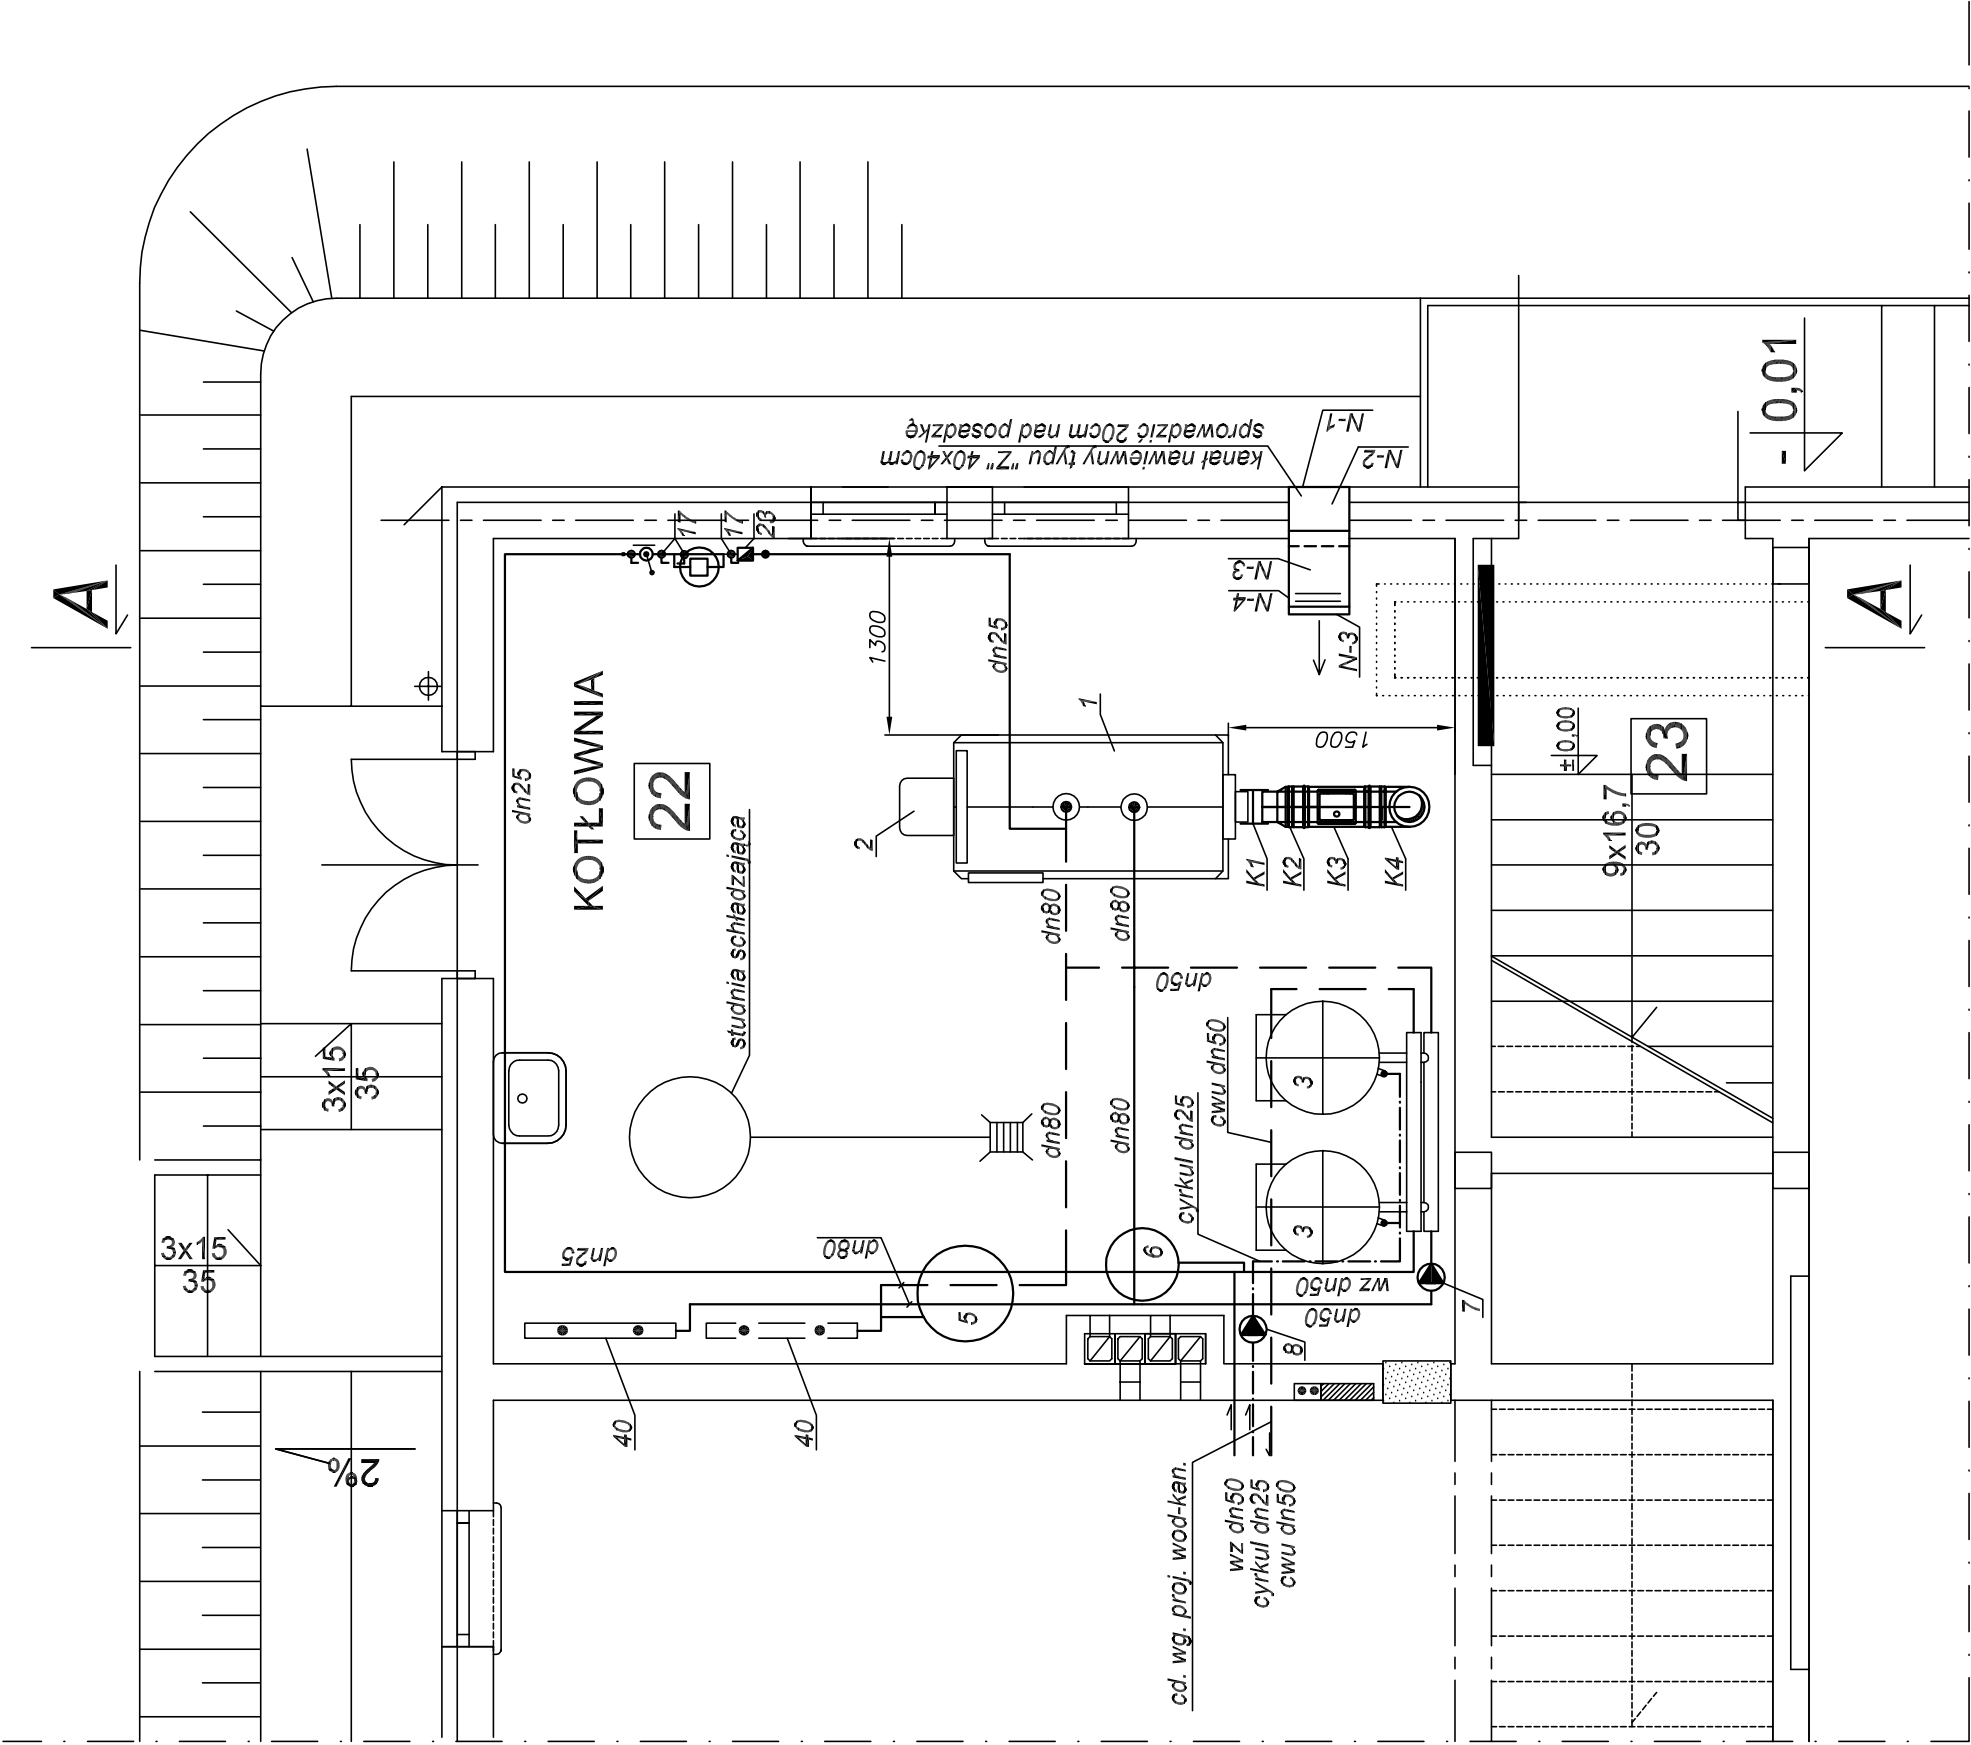 A
A
- 0,01
sprowadzić 20cm nad posadzkę
kanał nawiewny typu "Z" 40x40cm
N-1
N-2
N-3
N-4
N-3
17
17
23
1300
dn25
1
1500
±0,00
23
9x16,7
30
KOTŁOWNIA
22
dn25
2
studnia schładzająca
K1
K2
K3
K4
dn80
dn80
dn50
3x15
35
3x15
35
2%
dn80
dn80
cwu dn50
cyrkul dn25
3
3
dn25
dn80
5
6
wz dn50
dn50
7
8
40
40
cd. wg. proj. wod-kan.
wz dn50
cyrkul dn25
cwu dn50